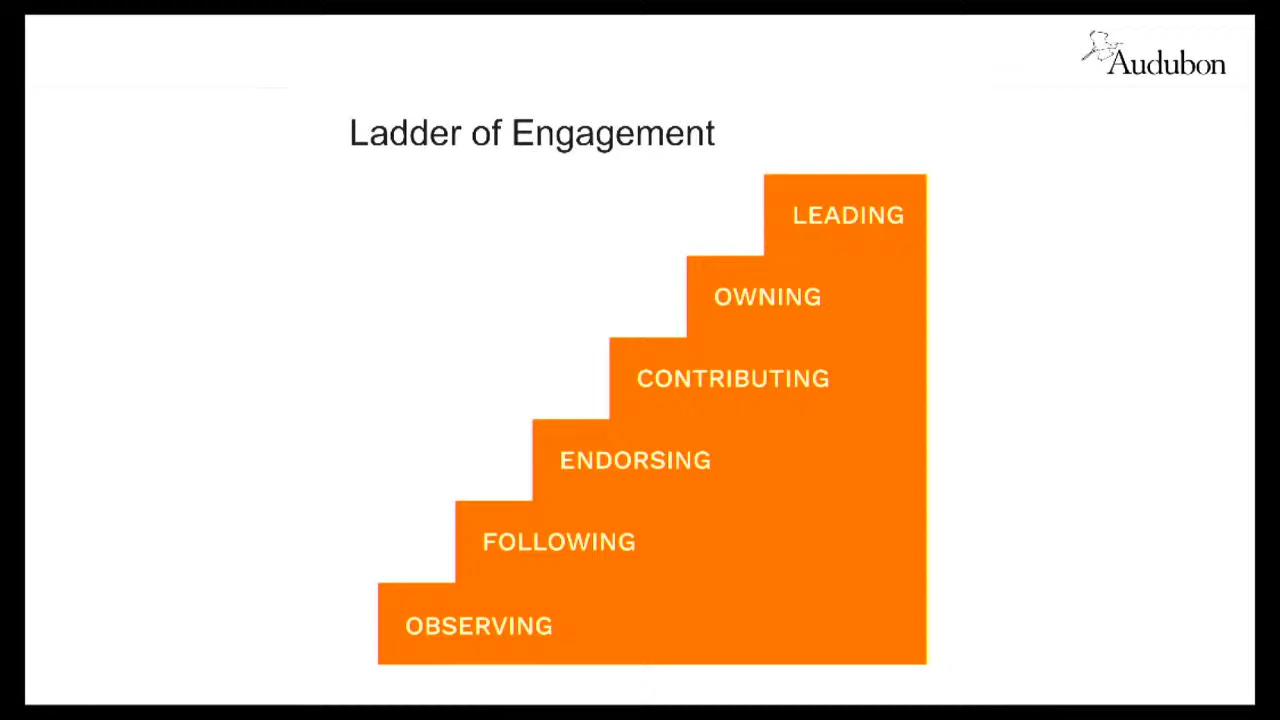 Audubon
Ladder of Engagement
LEADING
OWNING
CONTRIBUTING
ENDORSING
FOLLOWING
OBSERVING